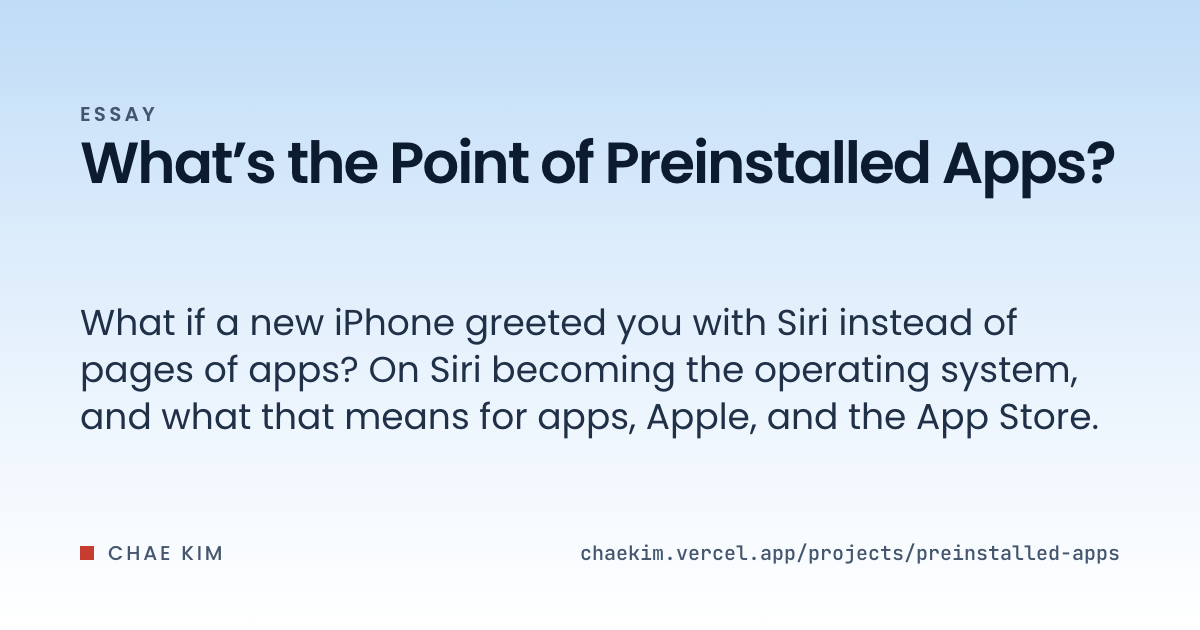 ESSAY
What’s the Point of Preinstalled Apps?
What if a new iPhone greeted you with Siri instead of
pages of apps? On Siri becoming the operating system,
and what that means for apps, Apple, and the App Store.
CHAE KIM
chaekim.vercel.app/projects/preinstalled-apps